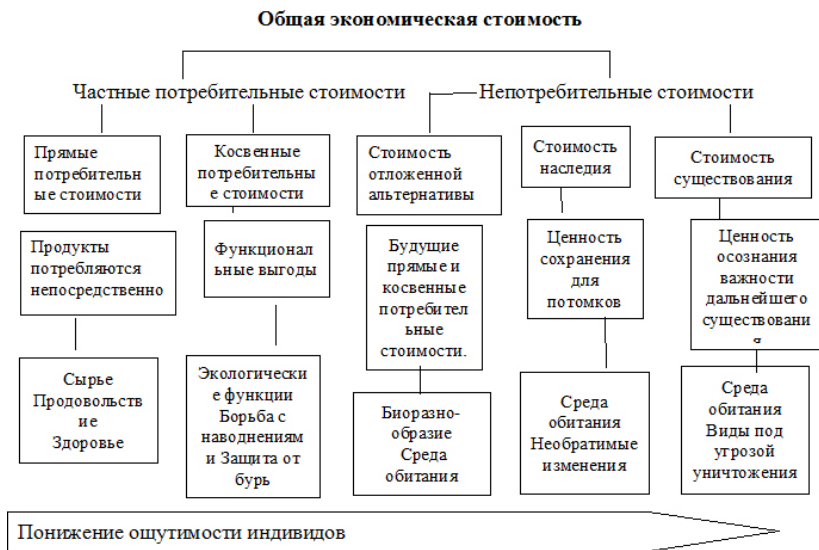 Общая экономическая стоимость
Частные потребительные стоимости
Непотребительные стоимости
Прямые
потребительн
ые стоимости
Косвенные
потребительны
е стоимости
Стоимость
отложенной
альтернативы
Стоимость
наследия
Стоимость
существования
Продукты
потребляются
непосредственно
Функционал
ьные выгоды
Будущие
прямые и
косвенные
потребител
ьные
стоимости.
Ценность
сохранения
для
потомков
Ценность
осознания
важности
дальнейшего
существовани
я
Сырье
Продовольств
ие
Здоровье
Экологически
е функции
Борьба с
наводнениям
и Защита от
бурь
Биоразно-
образие
Среда
обитания
Среда
обитания
Необратимые
изменения
Среда
обитания
Виды под
угрозой
уничтожения
Понижение ощутимости индивидов